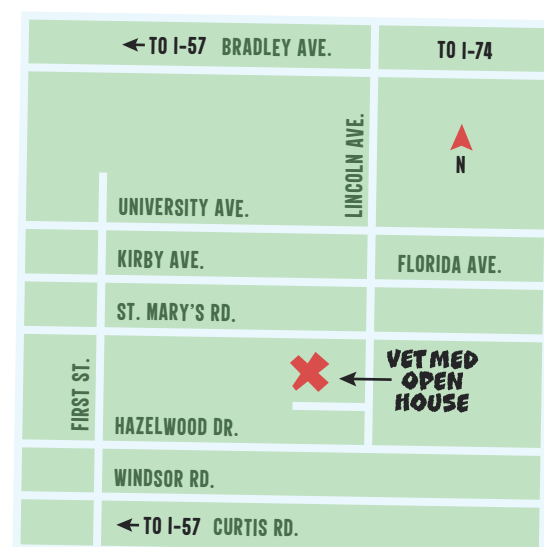 TO I-57 BRADLEY AVE.
TO I-74
LINCOLN AVE.
N
UNIVERSITY AVE.
KIRBY AVE.
FLORIDA AVE.
ST. MARY'S RD.
FIRST ST.
VET MED
OPEN
HOUSE
HAZELWOOD DR.
WINDSOR RD.
TO I-57 CURTIS RD.